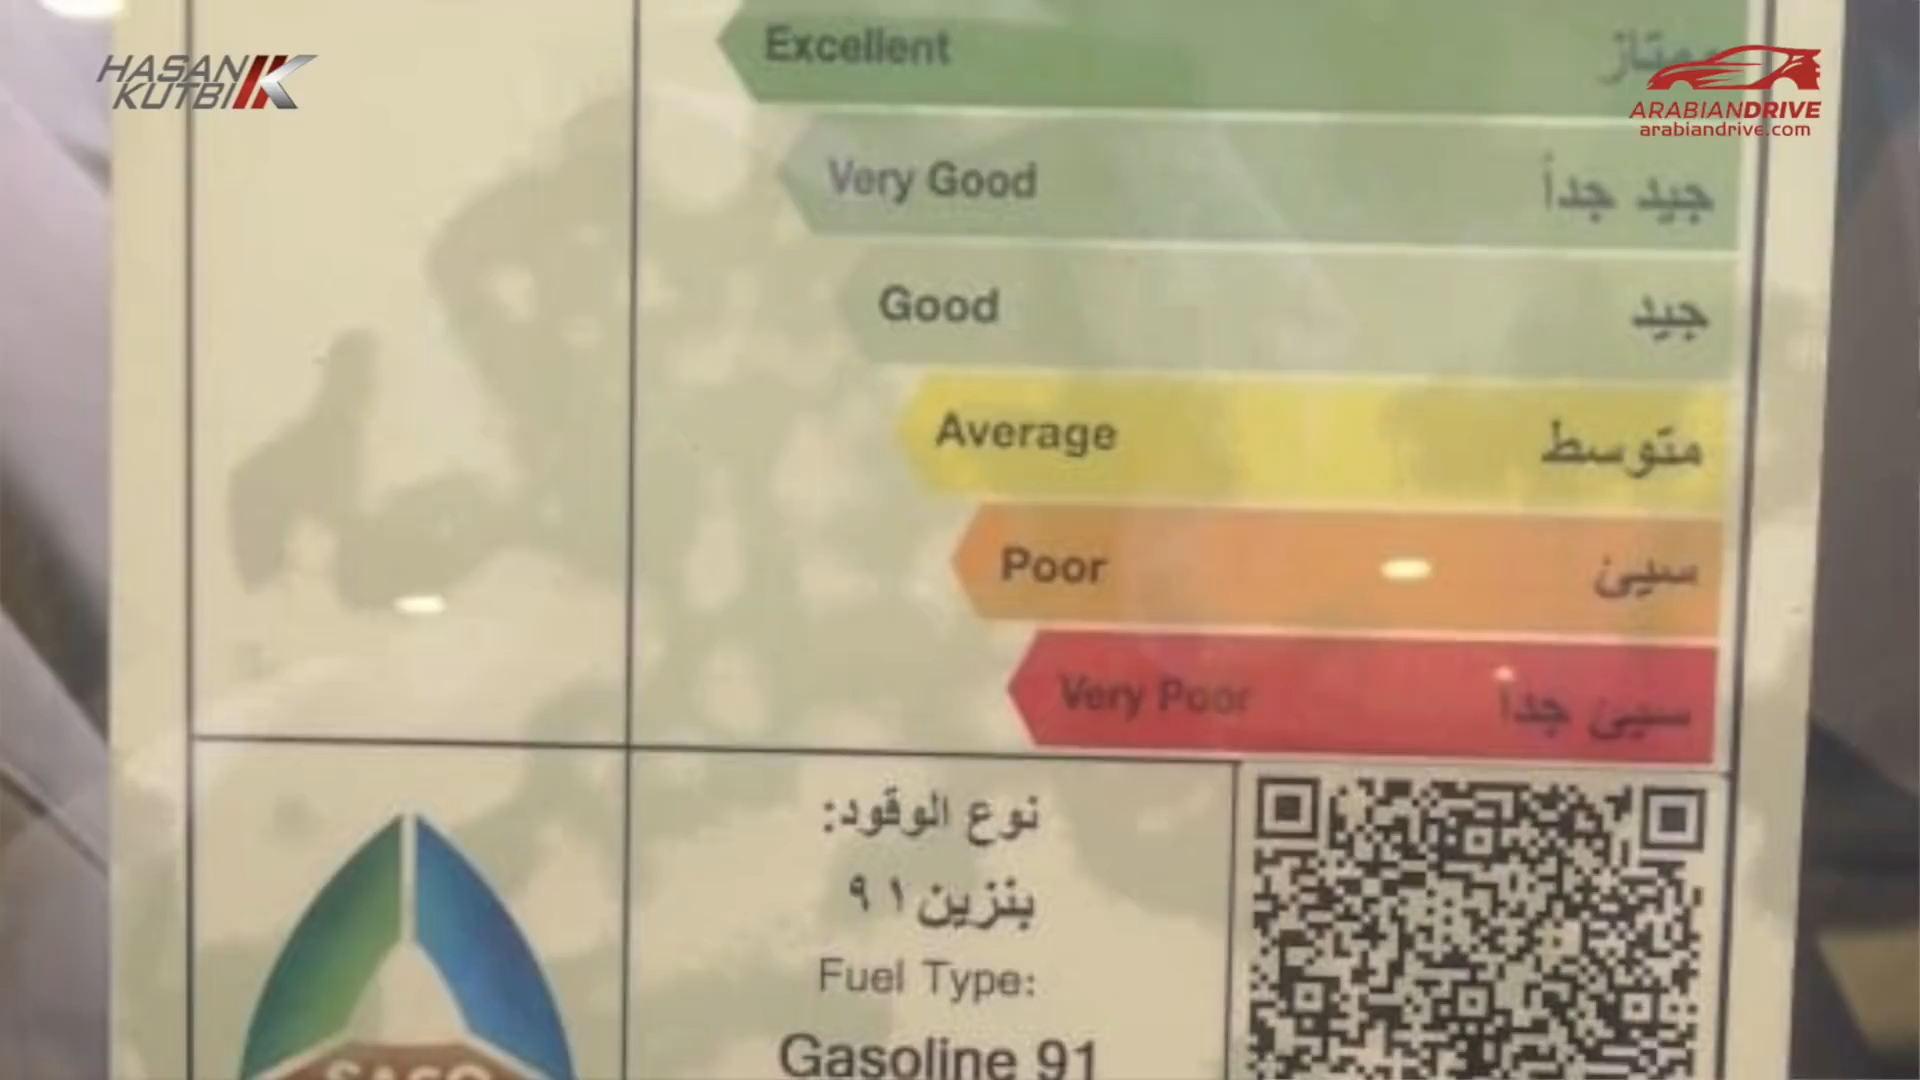 HASAN
KUTBI
ARABIANDRIVE
arabiandrive.com
Excellent ممتاز
Very Good جيد جداً
Good جيد
Average متوسط
Poor سيئ
Very Poor سيئ جداً
نوع الوقود:
بنزين ٩١
Fuel Type:
Gasoline 91